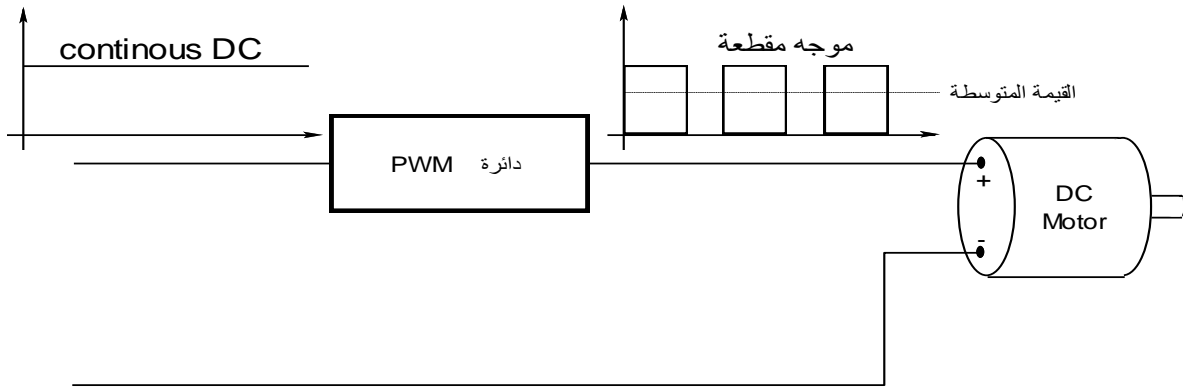 continous DC
موجه مقطعة
القيمة المتوسطة
دائرة PWM
+
DC
Motor
-